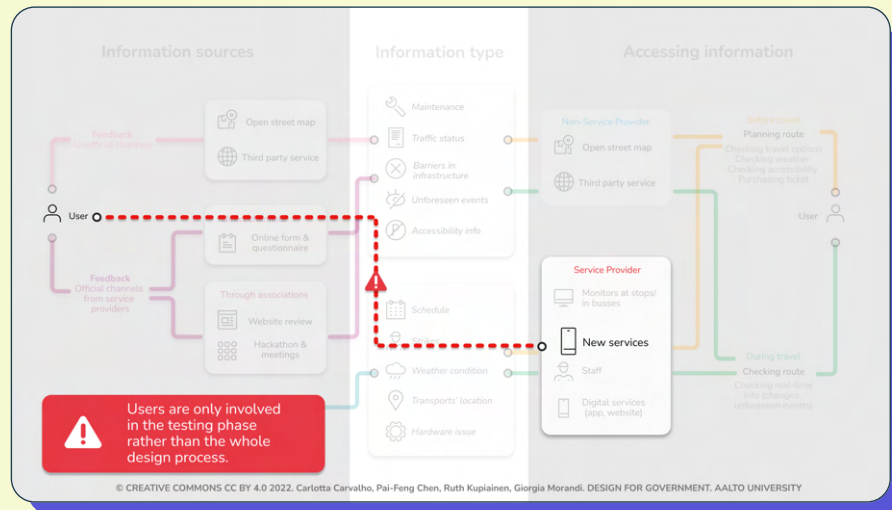 Information sources
Information type
Accessing information
Feedback
Unofficial channels
Open street map
Third party service
User
Online form &
questionnaire
Feedback
Official channels
from service
providers
Through associations
Website review
Hackathon &
meetings
Maintenance
Traffic status
Barriers in
infrastructure
Unforeseen events
Accessibility info
Schedule
Strikes
Weather condition
Transports' location
Hardware issue
Non-Service Provider
Open street map
Third party service
Service Provider
Monitors at stops/
in busses
New services
Staff
Digital services
(app, website)
Before travel
Planning route
Checking travel options
Checking weather
Checking accessibility
Purchasing ticket
User
During travel
Checking route
Checking real-time
info (changes,
unforeseen events)
Users are only involved
in the testing phase
rather than the whole
design process.
© CREATIVE COMMONS CC BY 4.0 2022. Carlotta Carvalho, Pai-Feng Chen, Ruth Kupiainen, Giorgia Morandi. DESIGN FOR GOVERNMENT. AALTO UNIVERSITY